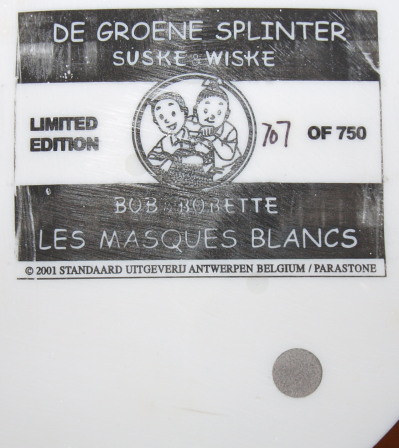 DE GROENE SPLINTER
SUSKE & WISKE
LIMITED
EDITION
707 OF 750
BOB & BOBETTE
LES MASQUES BLANCS
© 2001 STANDAARD UITGEVERIJ ANTWERPEN BELGIUM / PARASTONE